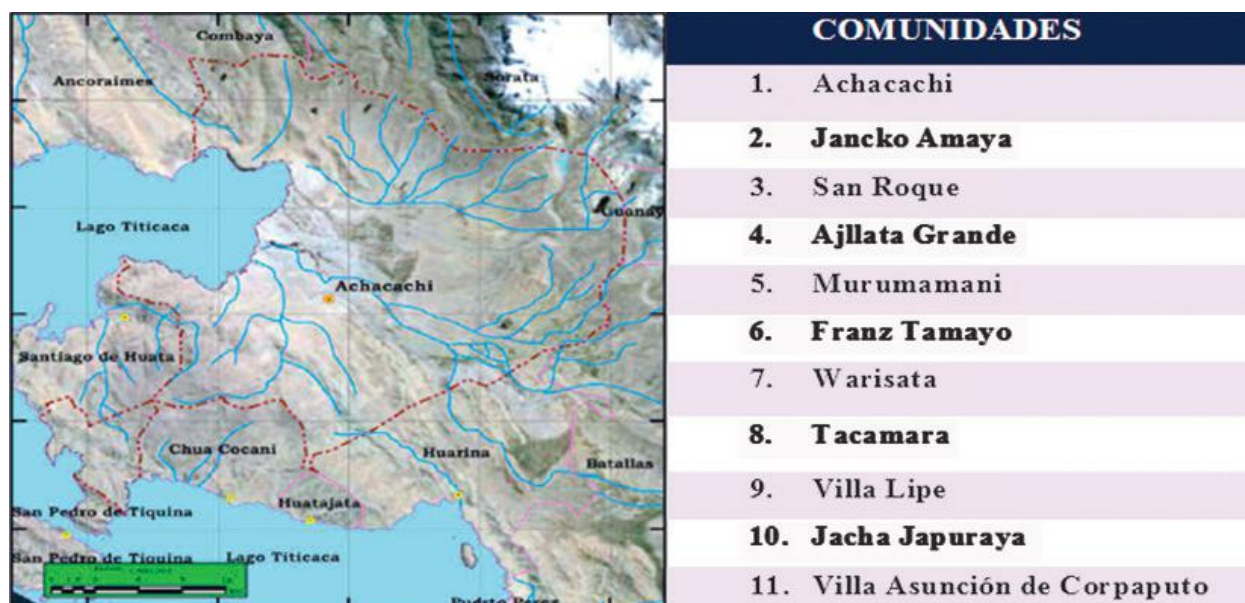 Combaya
Ancoraimes
Sorata
Guanay
Lago Titicaca
Achacachi
Santiago de Huata
Chua Cocani
Huarina
Batallas
Huatajata
San Pedro de Tiquina
San Pedro de Tiquina
Lago Titicaca
COMUNIDADES
1. Achacachi
2. Jancko Amaya
3. San Roque
4. Ajllata Grande
5. Murumamani
6. Franz Tamayo
7. Warisata
8. Tacamara
9. Villa Lipe
10. Jacha Japuraya
11. Villa Asunción de Corpaputo